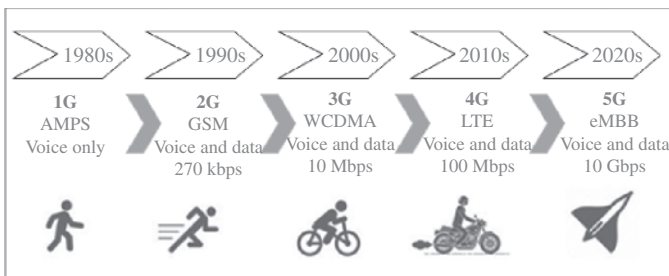 1980s
1990s
2000s
2010s
2020s
1G
AMPS
Voice only
2G
GSM
Voice and data
270 kbps
3G
WCDMA
Voice and data
10 Mbps
4G
LTE
Voice and data
100 Mbps
5G
eMBB
Voice and data
10 Gbps